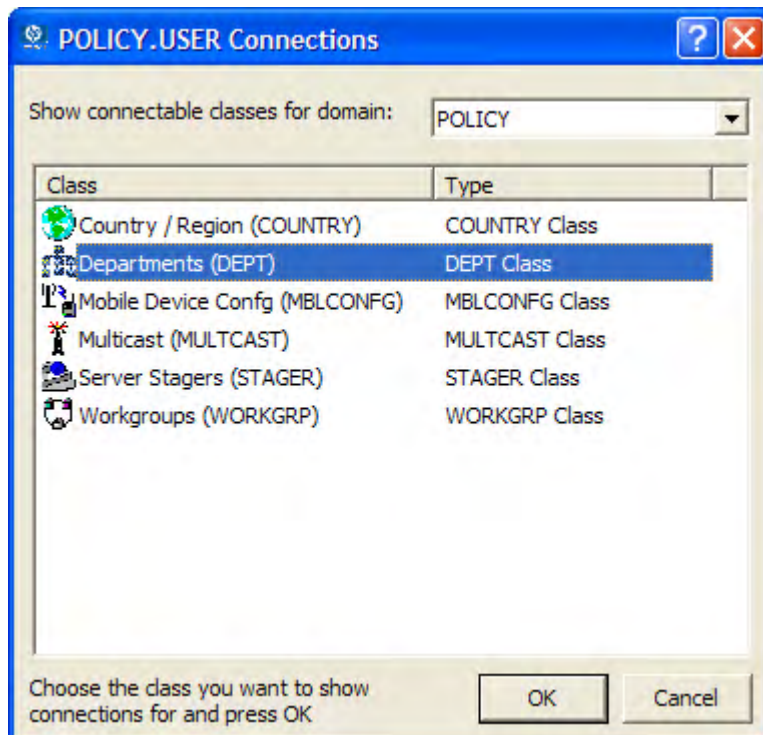 POLICY.USER Connections
Show connectable classes for domain: POLICY
Class Type
Country / Region (COUNTRY) COUNTRY Class
Departments (DEPT) DEPT Class
Mobile Device Confg (MBLCONFG) MBLCONFG Class
Multicast (MULTCAST) MULTCAST Class
Server Stagers (STAGER) STAGER Class
Workgroups (WORKGRP) WORKGRP Class
Choose the class you want to show
connections for and press OK
OK Cancel